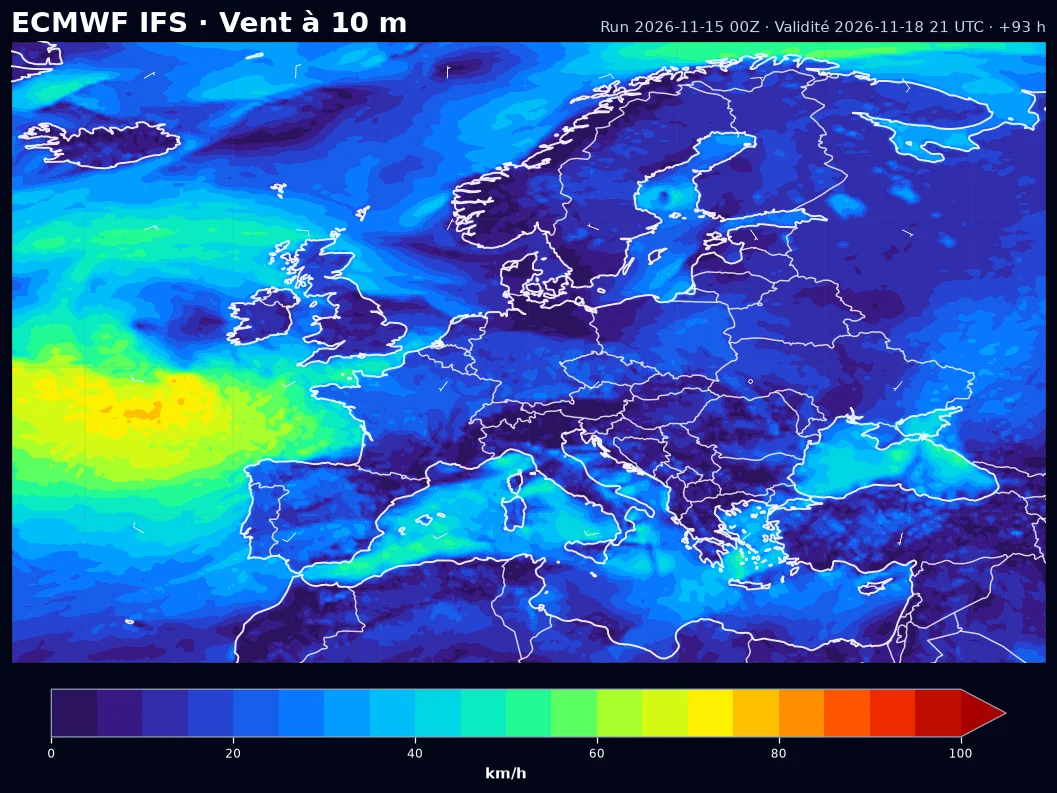 ECMWF IFS · Vent à 10 m
Run 2026-11-15 00Z · Validité 2026-11-18 21 UTC · +93 h
0 20 40 60 80 100
km/h